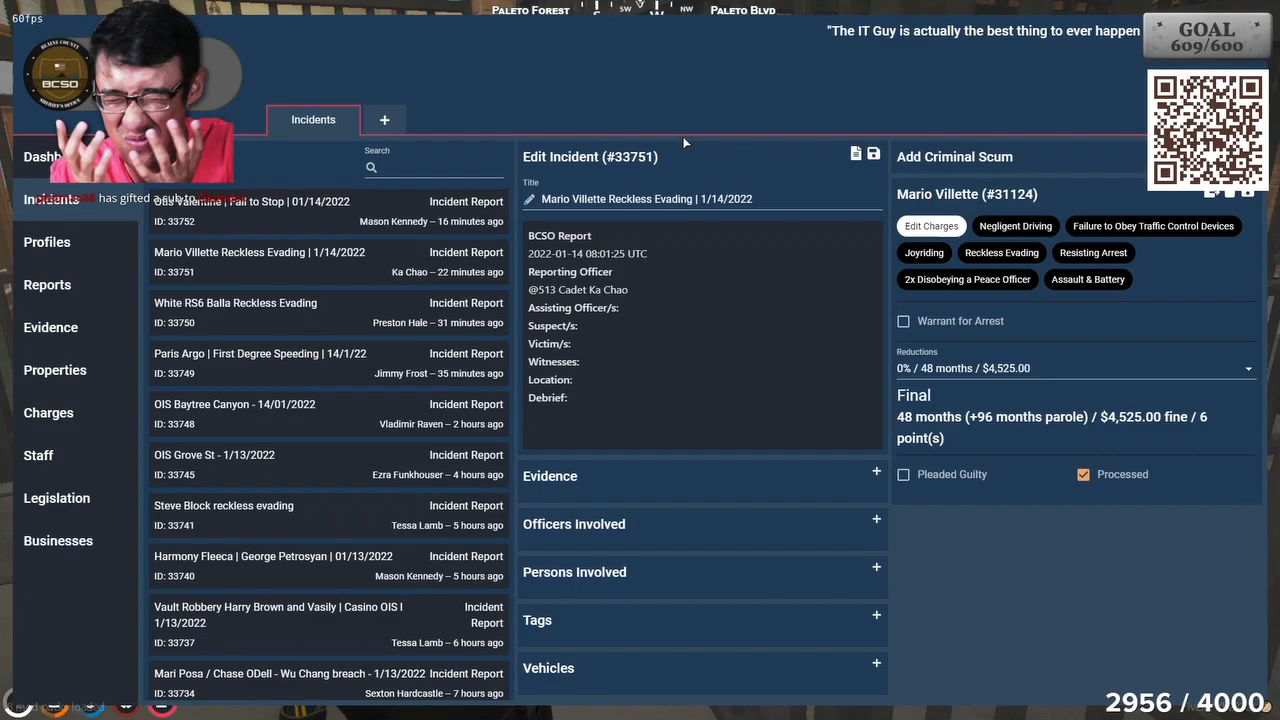 60fps
PALETO FOREST
SW
W
NW
PALETO BLVD
"The IT Guy is actually the best thing to ever happen
GOAL
609/600
BLAINE COUNTY
BCSO
SHERIFF'S OFFICE
Incidents
+
Dashb
has gifted a sub to
Incidents
Profiles
Reports
Evidence
Properties
Charges
Staff
Legislation
Businesses
Search
to Stop | 01/14/2022
Incident Report
ID: 33752
Mason Kennedy – 16 minutes ago
Mario Villette Reckless Evading | 1/14/2022
Incident Report
ID: 33751
Ka Chao – 22 minutes ago
White RS6 Balla Reckless Evading
Incident Report
ID: 33750
Preston Hale – 31 minutes ago
Paris Argo | First Degree Speeding | 14/1/22
Incident Report
ID: 33749
Jimmy Frost – 35 minutes ago
OIS Baytree Canyon - 14/01/2022
Incident Report
ID: 33748
Vladimir Raven – 2 hours ago
OIS Grove St - 1/13/2022
Incident Report
ID: 33745
Ezra Funkhouser – 4 hours ago
Steve Block reckless evading
Incident Report
ID: 33741
Tessa Lamb – 5 hours ago
Harmony Fleeca | George Petrosyan | 01/13/2022
Incident Report
ID: 33740
Mason Kennedy – 5 hours ago
Vault Robbery Harry Brown and Vasily | Casino OIS I
1/13/2022
Incident
Report
ID: 33737
Tessa Lamb – 6 hours ago
Mari Posa / Chase ODell - Wu Chang breach - 1/13/2022
Incident Report
ID: 33734
Sexton Hardcastle – 7 hours ago
Edit Incident (#33751)
Title
Mario Villette Reckless Evading | 1/14/2022
BCSO Report
2022-01-14 08:01:25 UTC
Reporting Officer
@513 Cadet Ka Chao
Assisting Officer/s:
Suspect/s:
Victim/s:
Witnesses:
Location:
Debrief:
Evidence
+
Officers Involved
+
Persons Involved
+
Tags
+
Vehicles
+
Add Criminal Scum
Mario Villette (#31124)
Edit Charges
Negligent Driving
Failure to Obey Traffic Control Devices
Joyriding
Reckless Evading
Resisting Arrest
2x Disobeying a Peace Officer
Assault & Battery
Warrant for Arrest
Reductions
0% / 48 months / $4,525.00
Final
48 months (+96 months parole) / $4,525.00 fine / 6
point(s)
Pleaded Guilty
Processed
loaded
2956 / 4000